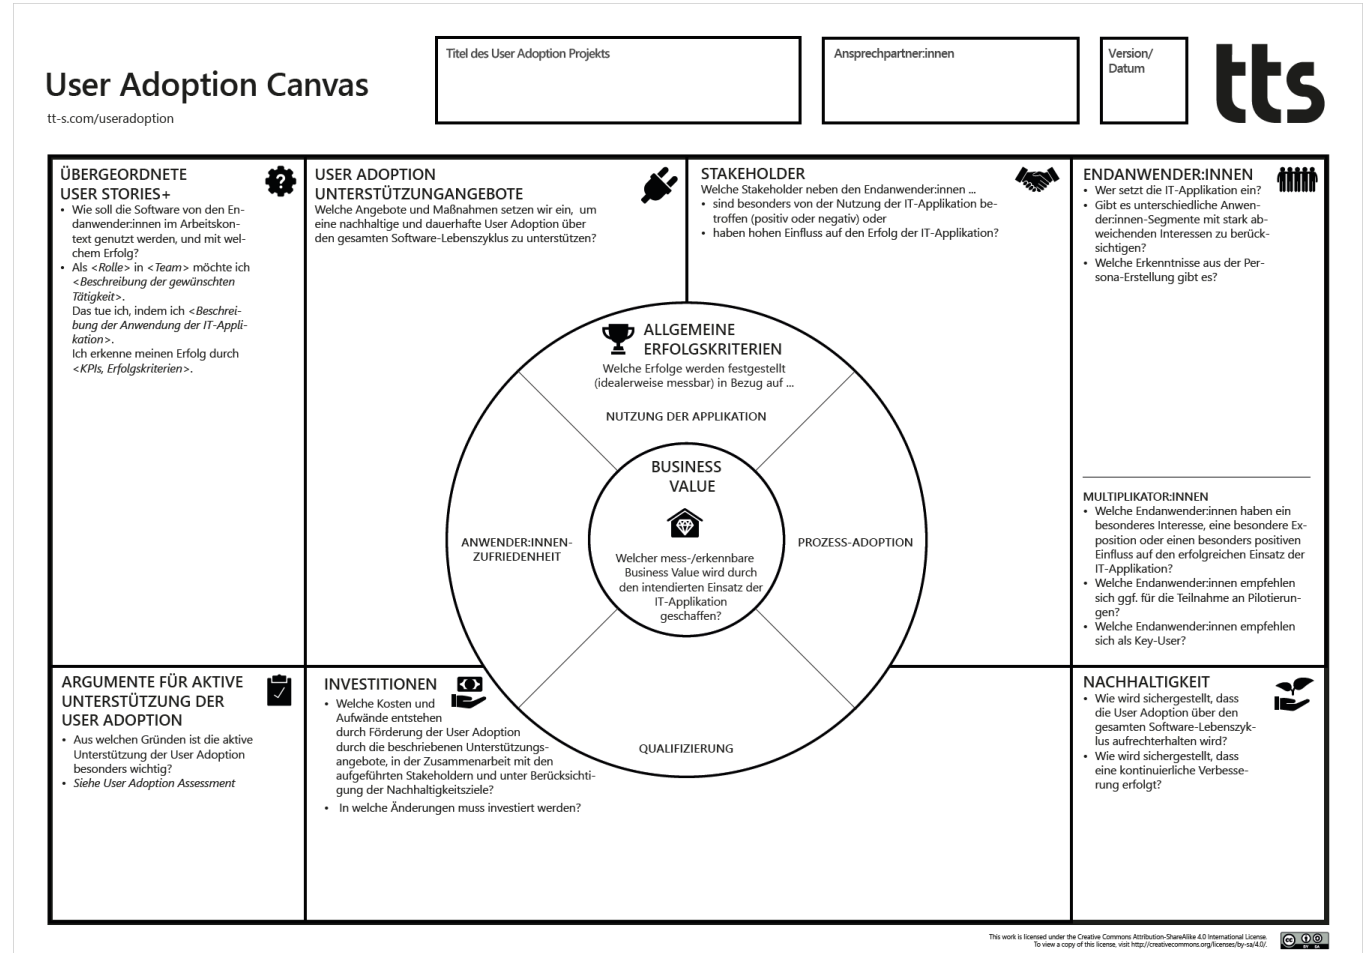 User Adoption Canvas
tt-s.com/useradoption
Titel des User Adoption Projekts
Ansprechpartner:innen
Version/
Datum
tts
ÜBERGEORDNETE
USER STORIES+
• Wie soll die Software von den En-
danwender:innen im Arbeitskon-
text genutzt werden, und mit wel-
chem Erfolg?
• Als <Rolle> in <Team> möchte ich
<Beschreibung der gewünschten
Tätigkeit>.
Das tue ich, indem ich <Beschrei-
bung der Anwendung der IT-Appli-
kation>.
Ich erkenne meinen Erfolg durch
<KPIs, Erfolgskriterien>.
USER ADOPTION
UNTERSTÜTZUNGANGEBOTE
Welche Angebote und Maßnahmen setzen wir ein, um
eine nachhaltige und dauerhafte User Adoption über
den gesamten Software-Lebenszyklus zu unterstützen?
STAKEHOLDER
Welche Stakeholder neben den Endanwender:innen ...
• sind besonders von der Nutzung der IT-Applikation be-
troffen (positiv oder negativ) oder
• haben hohen Einfluss auf den Erfolg der IT-Applikation?
ENDANWENDER:INNEN
• Wer setzt die IT-Applikation ein?
• Gibt es unterschiedliche Anwen-
der:innen-Segmente mit stark ab-
weichenden Interessen zu berück-
sichtigen?
• Welche Erkenntnisse aus der Per-
sona-Erstellung gibt es?
MULTIPLIKATOR:INNEN
• Welche Endanwender:innen haben ein
besonderes Interesse, eine besondere Ex-
position oder einen besonders positiven
Einfluss auf den erfolgreichen Einsatz der
IT-Applikation?
• Welche Endanwender:innen empfehlen
sich ggf. für die Teilnahme an Pilotierun-
gen?
• Welche Endanwender:innen empfehlen
sich als Key-User?
ALLGEMEINE
ERFOLGSKRITERIEN
Welche Erfolge werden festgestellt
(idealerweise messbar) in Bezug auf ...
NUTZUNG DER APPLIKATION
ANWENDER:INNEN-
ZUFRIEDENHEIT
BUSINESS
VALUE
Welcher mess-/erkennbare
Business Value wird durch
den intendierten Einsatz der
IT-Applikation
geschaffen?
PROZESS-ADOPTION
QUALIFIZIERUNG
ARGUMENTE FÜR AKTIVE
UNTERSTÜTZUNG DER
USER ADOPTION
• Aus welchen Gründen ist die aktive
Unterstützung der User Adoption
besonders wichtig?
• Siehe User Adoption Assessment
INVESTITIONEN
• Welche Kosten und
Aufwände entstehen
durch Förderung der User Adoption
durch die beschriebenen Unterstützungs-
angebote, in der Zusammenarbeit mit den
aufgeführten Stakeholdern und unter Berücksichti-
gung der Nachhaltigkeitsziele?
• In welche Änderungen muss investiert werden?
NACHHALTIGKEIT
• Wie wird sichergestellt, dass
die User Adoption über den
gesamten Software-Lebenszyk-
lus aufrechterhalten wird?
• Wie wird sichergestellt, dass
eine kontinuierliche Verbesse-
rung erfolgt?
This work is licensed under the Creative Commons Attribution-ShareAlike 4.0 International License.
To view a copy of this license, visit http://creativecommons.org/licenses/by-sa/4.0/.
cc
BY SA